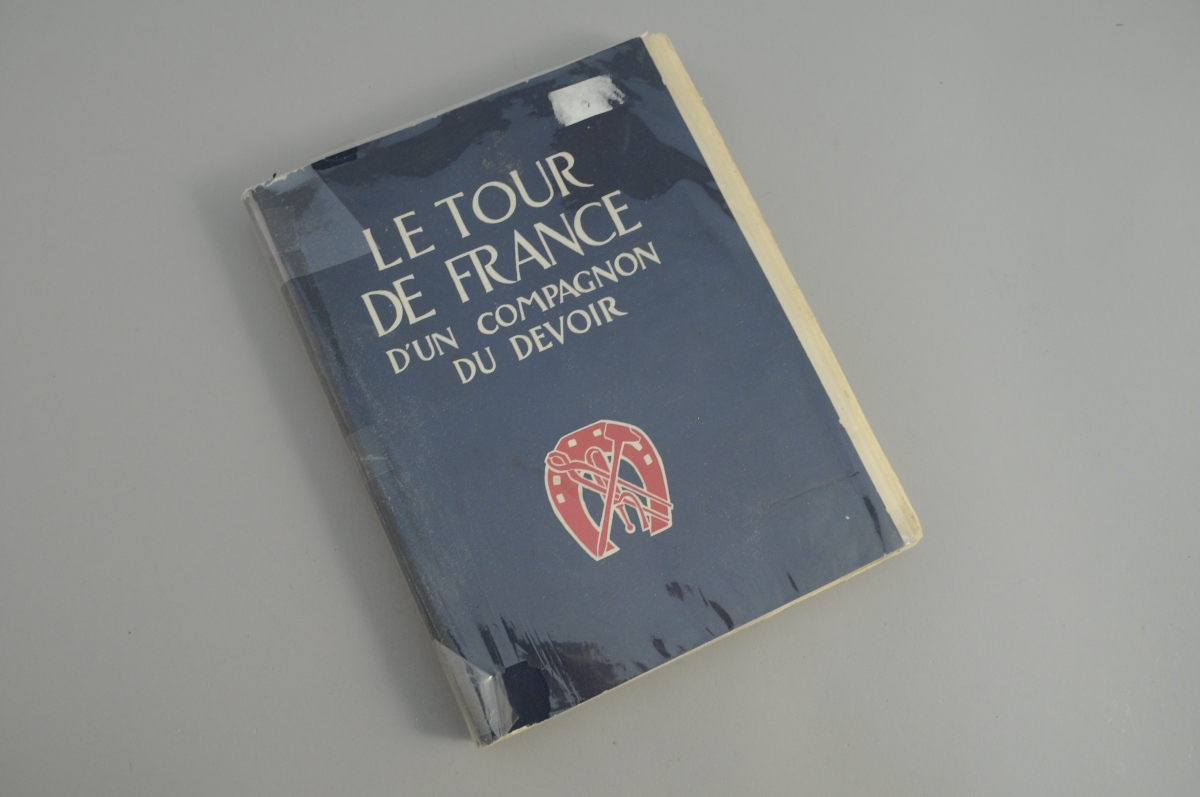 LE TOUR
DE FRANCE
D'UN COMPAGNON
DU DEVOIR